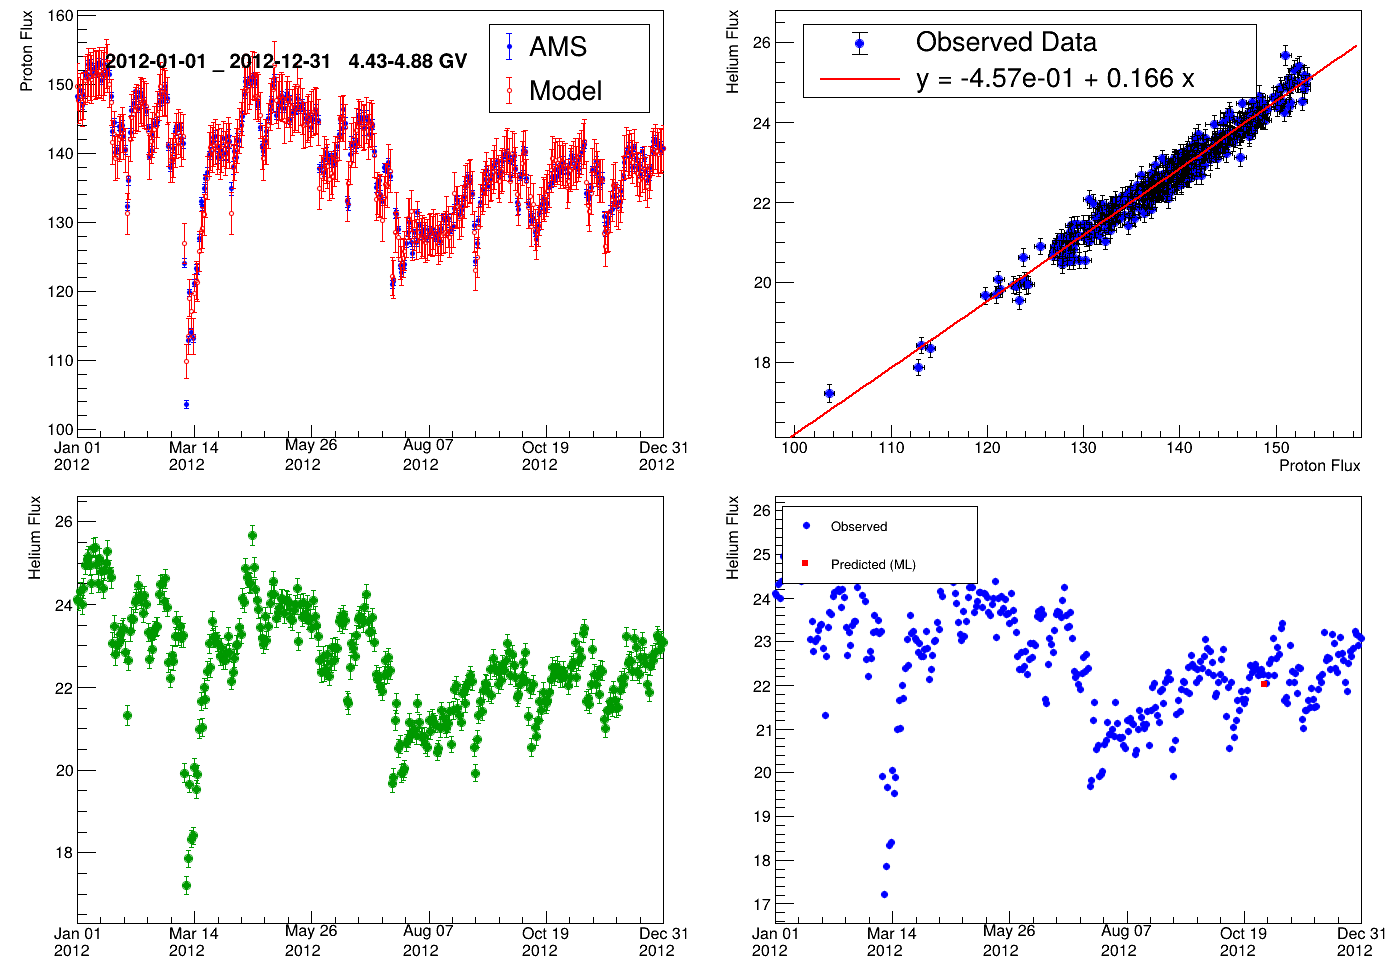 Proton Flux
160
150
140
130
120
110
100
2012-01-01 _ 2012-12-31 4.43-4.88 GV
AMS
Model
Jan 01 2012
Mar 14 2012
May 26 2012
Aug 07 2012
Oct 19 2012
Dec 31 2012
Helium Flux
26
24
22
20
18
Observed Data
y = -4.57e-01 + 0.166 x
100
110
120
130
140
150
Proton Flux
Helium Flux
26
24
22
20
18
Jan 01 2012
Mar 14 2012
May 26 2012
Aug 07 2012
Oct 19 2012
Dec 31 2012
Helium Flux
26
25
24
23
22
21
20
19
18
17
Observed
Predicted (ML)
Jan 01 2012
Mar 14 2012
May 26 2012
Aug 07 2012
Oct 19 2012
Dec 31 2012